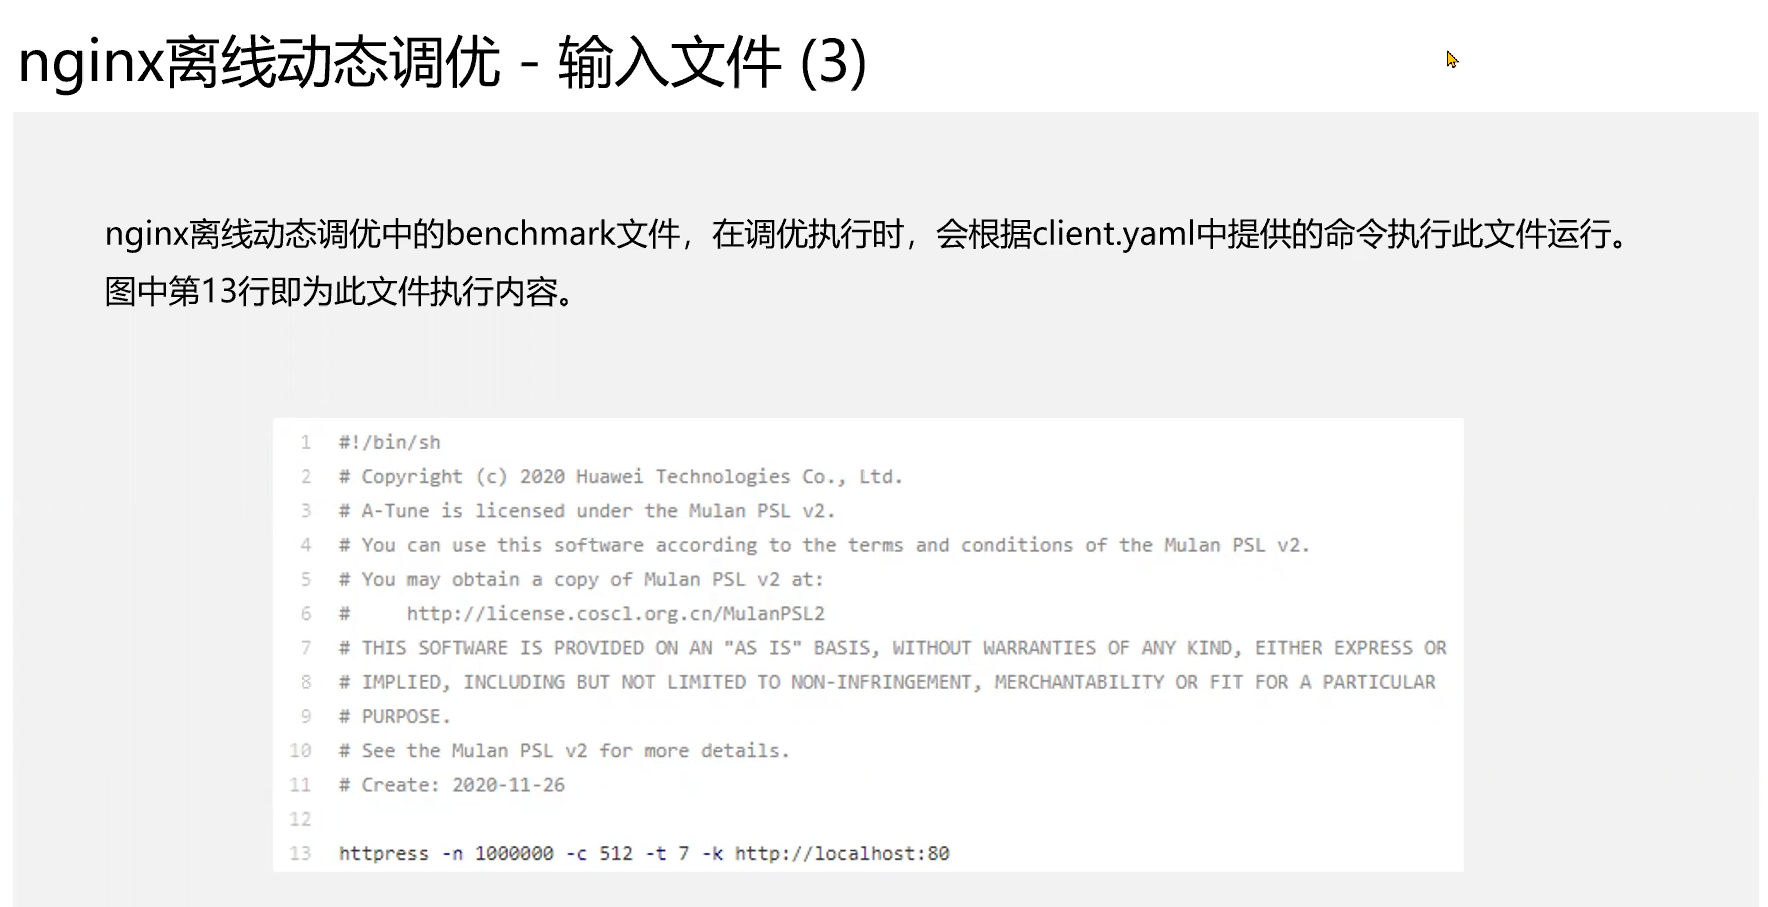 nginx离线动态调优 - 输入文件 (3)
nginx离线动态调优中的benchmark文件，在调优执行时，会根据client.yaml中提供的命令执行此文件运行。
图中第13行即为此文件执行内容。
1 #!/bin/sh
2 # Copyright (c) 2020 Huawei Technologies Co., Ltd.
3 # A-Tune is licensed under the Mulan PSL v2.
4 # You can use this software according to the terms and conditions of the Mulan PSL v2.
5 # You may obtain a copy of Mulan PSL v2 at:
6 #     http://license.coscl.org.cn/MulanPSL2
7 # THIS SOFTWARE IS PROVIDED ON AN "AS IS" BASIS, WITHOUT WARRANTIES OF ANY KIND, EITHER EXPRESS OR
8 # IMPLIED, INCLUDING BUT NOT LIMITED TO NON-INFRINGEMENT, MERCHANTABILITY OR FIT FOR A PARTICULAR
9 # PURPOSE.
10 # See the Mulan PSL v2 for more details.
11 # Create: 2020-11-26
12
13 httpress -n 1000000 -c 512 -t 7 -k http://localhost:80